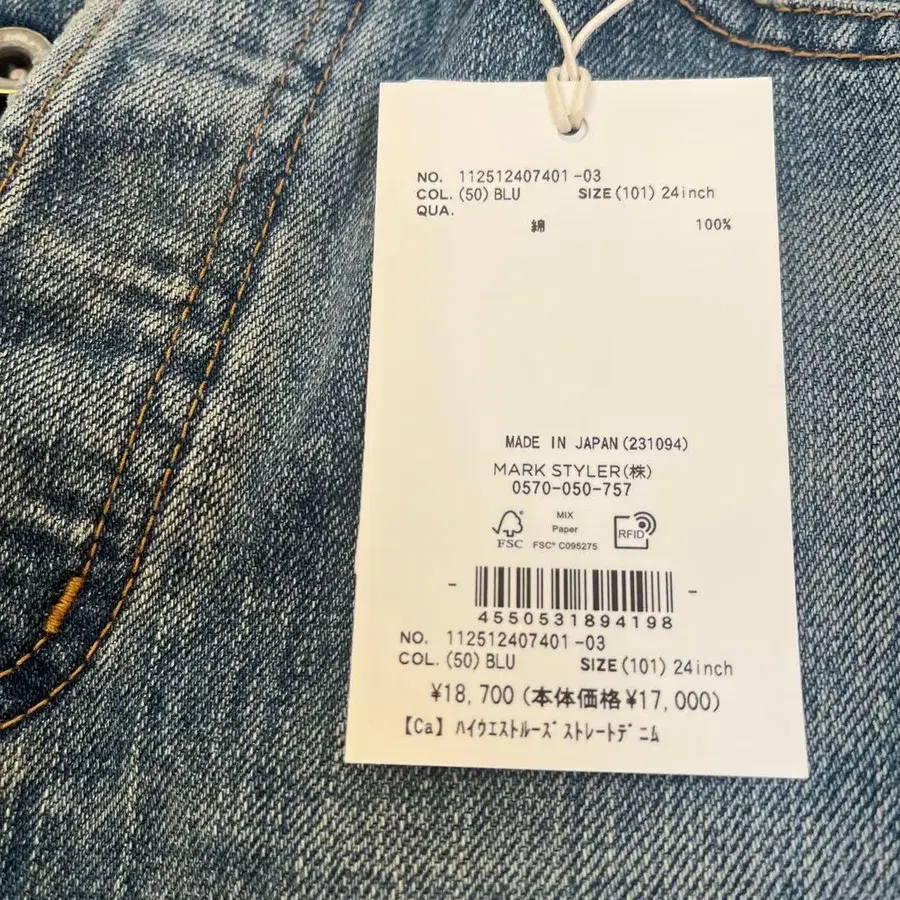 NO. 112512407401-03
COL. (50) BLU SIZE (101) 24inch
QUA.
綿 100%
MADE IN JAPAN (231094)
MARK STYLER(株)
0570-050-757
FSC
MIX
Paper
FSC® C095275
RFID
4550531894198
NO. 112512407401-03
COL. (50) BLU SIZE (101) 24inch
¥18,700 (本体価格¥17,000)
【Ca】ﾊｲｳｴｽﾄﾙｰｽﾞｽﾄﾚｰﾄﾃﾞﾆﾑ